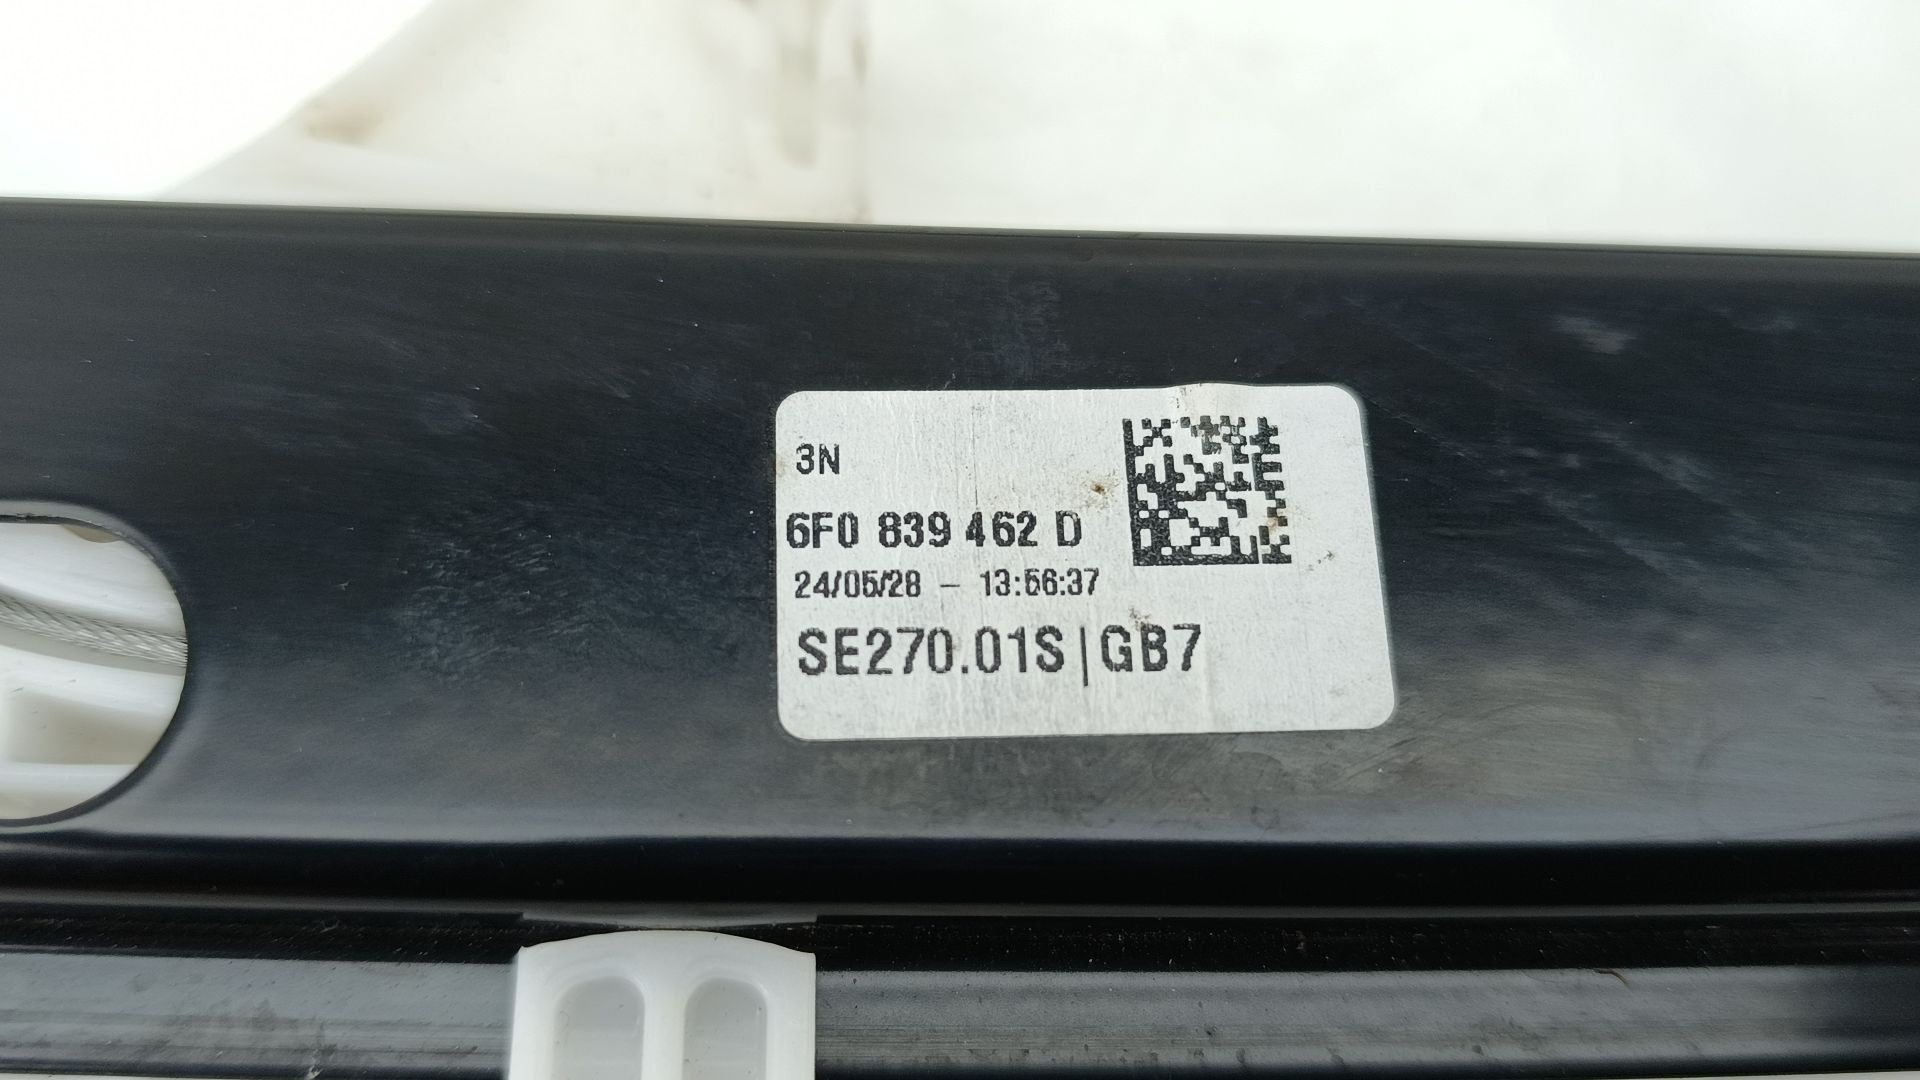 3N
6F0 839 462 D
24/05/28 - 13:56:37
SE270.01S|GB7